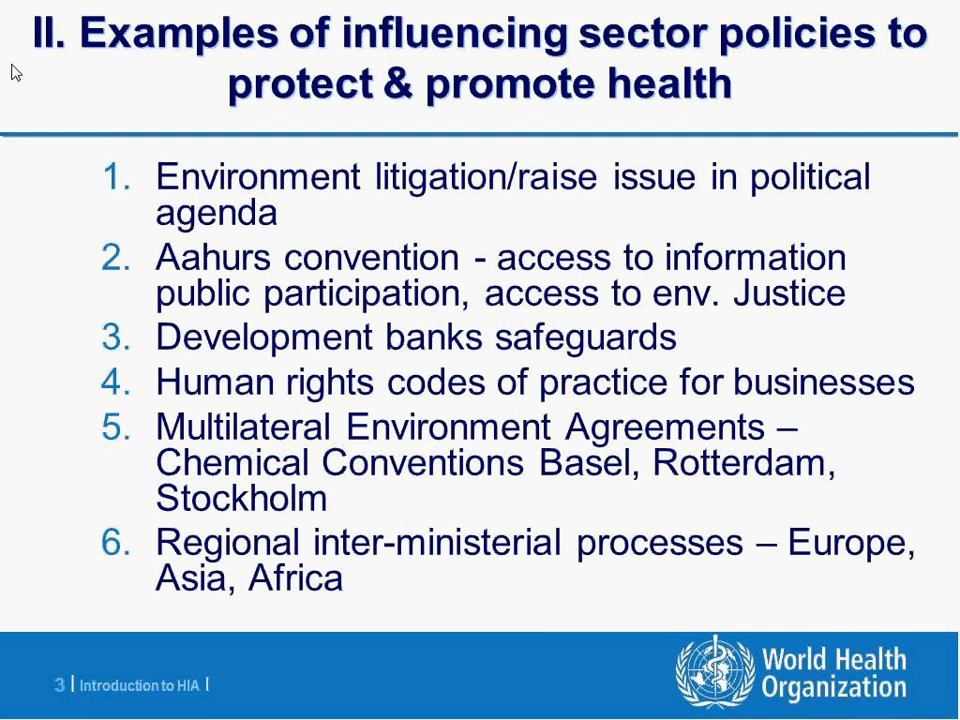 II. Examples of influencing sector policies to
protect & promote health
1. Environment litigation/raise issue in political
agenda
2. Aahurs convention - access to information
public participation, access to env. Justice
3. Development banks safeguards
4. Human rights codes of practice for businesses
5. Multilateral Environment Agreements –
Chemical Conventions Basel, Rotterdam,
Stockholm
6. Regional inter-ministerial processes – Europe,
Asia, Africa
3 | Introduction to HIA |
World Health
Organization